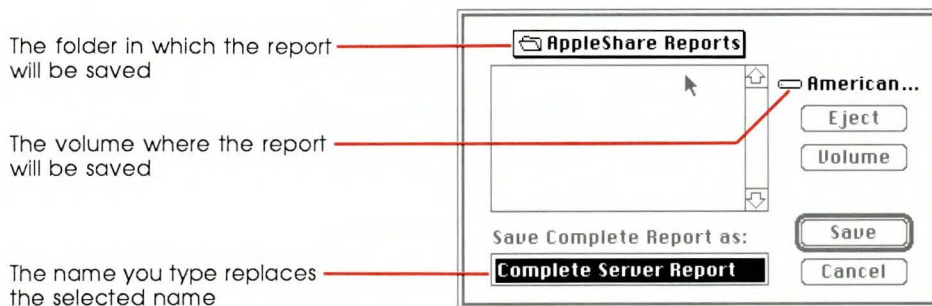 The folder in which the report
will be saved
AppleShare Reports
American...
The volume where the report
will be saved
Eject
Volume
Save Complete Report as:
Save
The name you type replaces
the selected name
Complete Server Report
Cancel